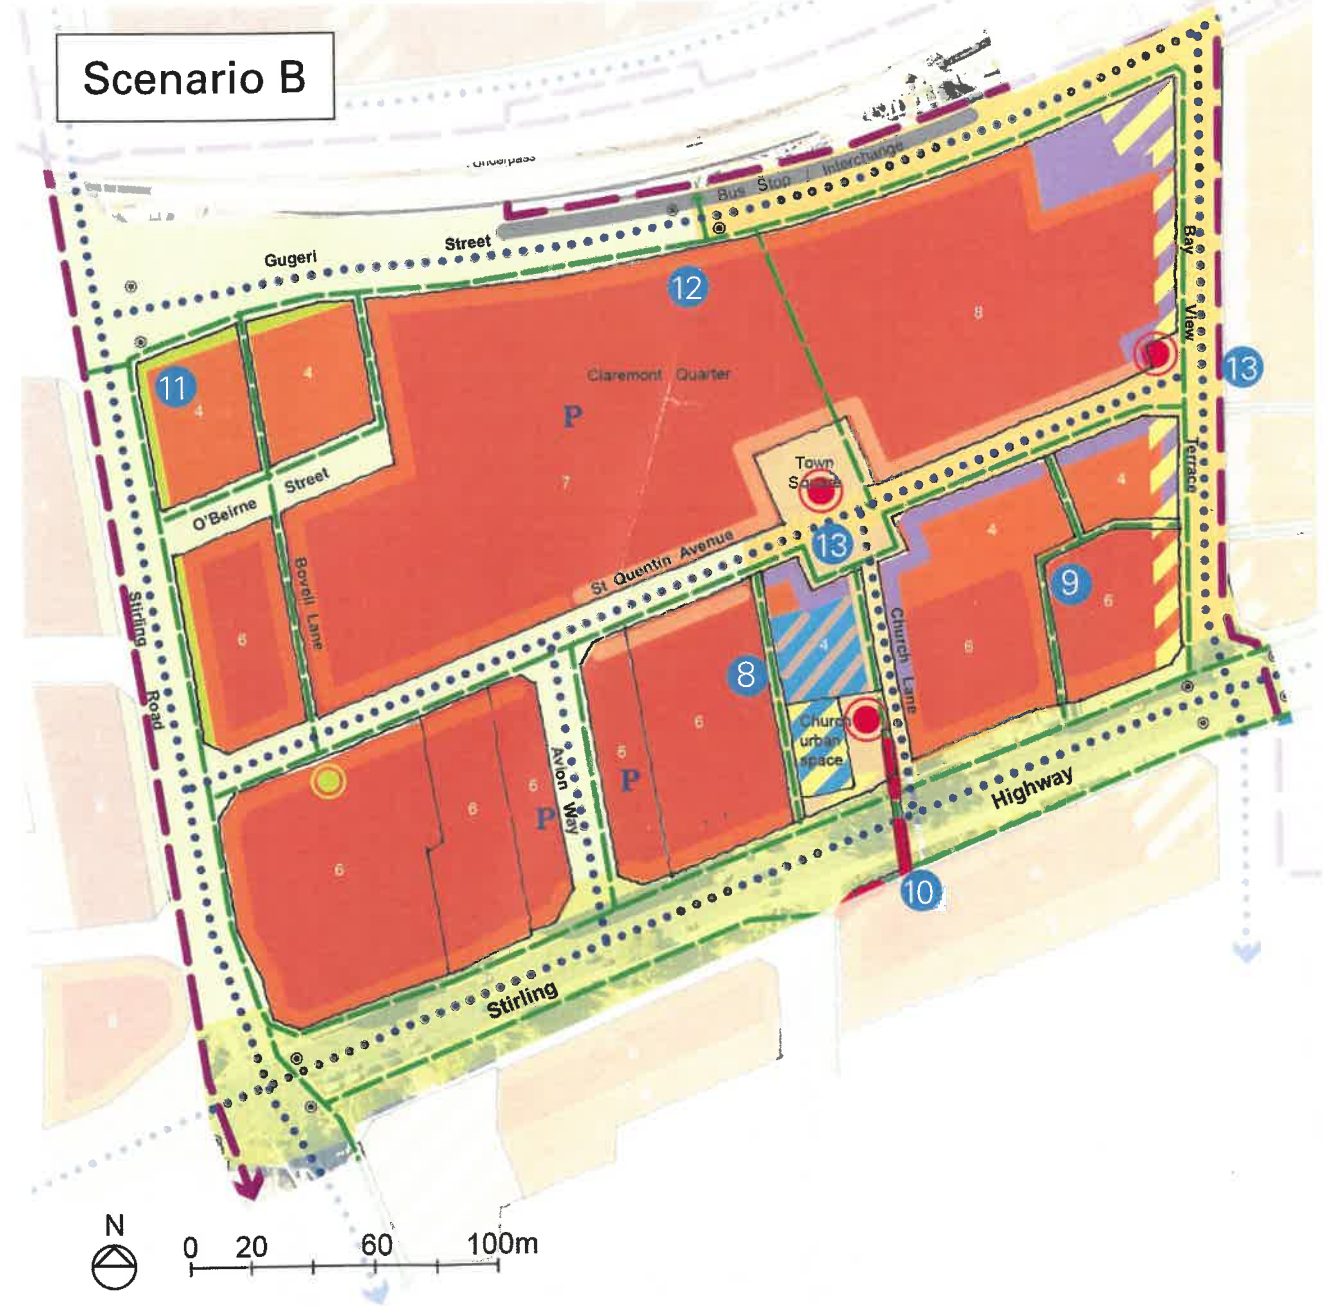 Scenario B
Underpass
Bus Stop / Interchange
Gugeri
Street
12
11
4
4
8
Bay
View
13
Claremont Quarter
P
7
Town
Square
O'Beirne
Street
St Quentin Avenue
13
4
4
Terrace
9
6
Stirling
Road
Bovell Lane
6
8
4
Church
Lane
6
6
Church
urban
space
6
P
Avion
Way
6
6
P
6
Highway
10
Stirling
N
0 20 60 100m